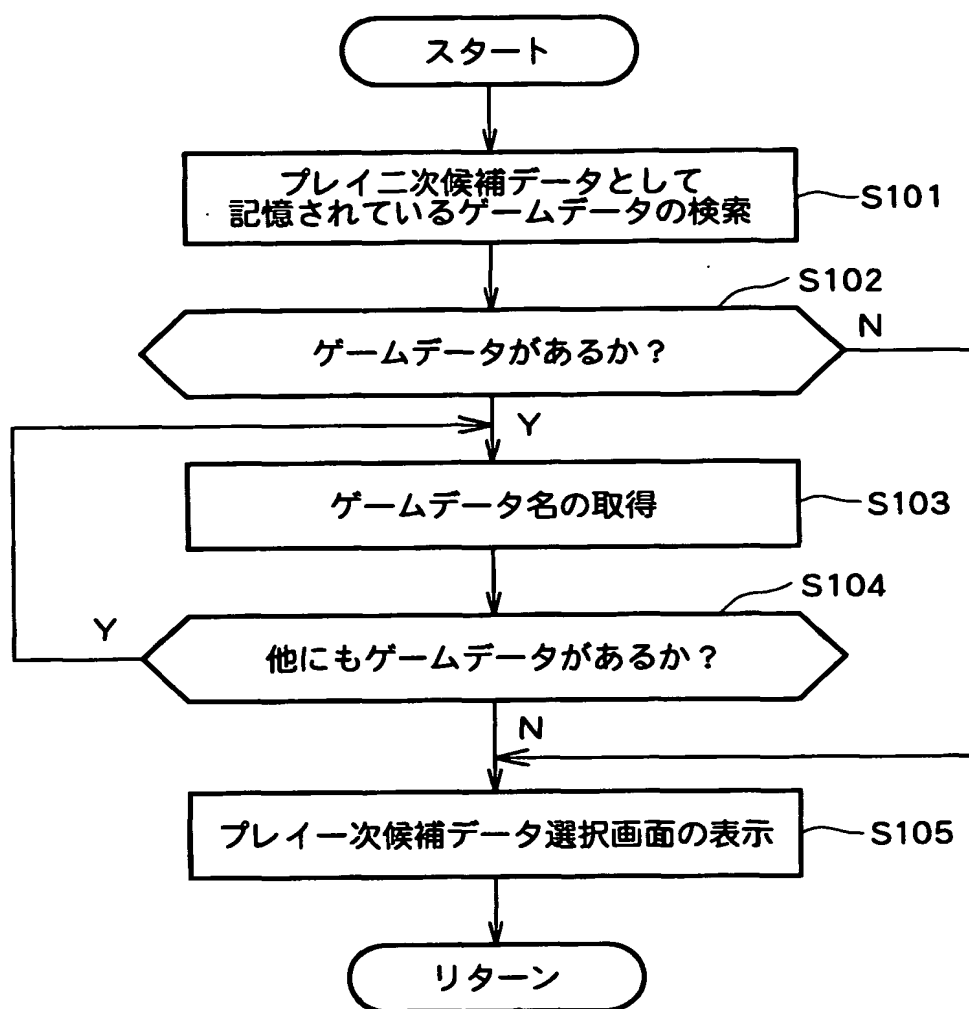 スタート
プレイ二次候補データとして
記憶されているゲームデータの検索
S101
S102
ゲームデータがあるか？
N
Y
ゲームデータ名の取得
S103
S104
Y
他にもゲームデータがあるか？
N
プレイ一次候補データ選択画面の表示
S105
リターン